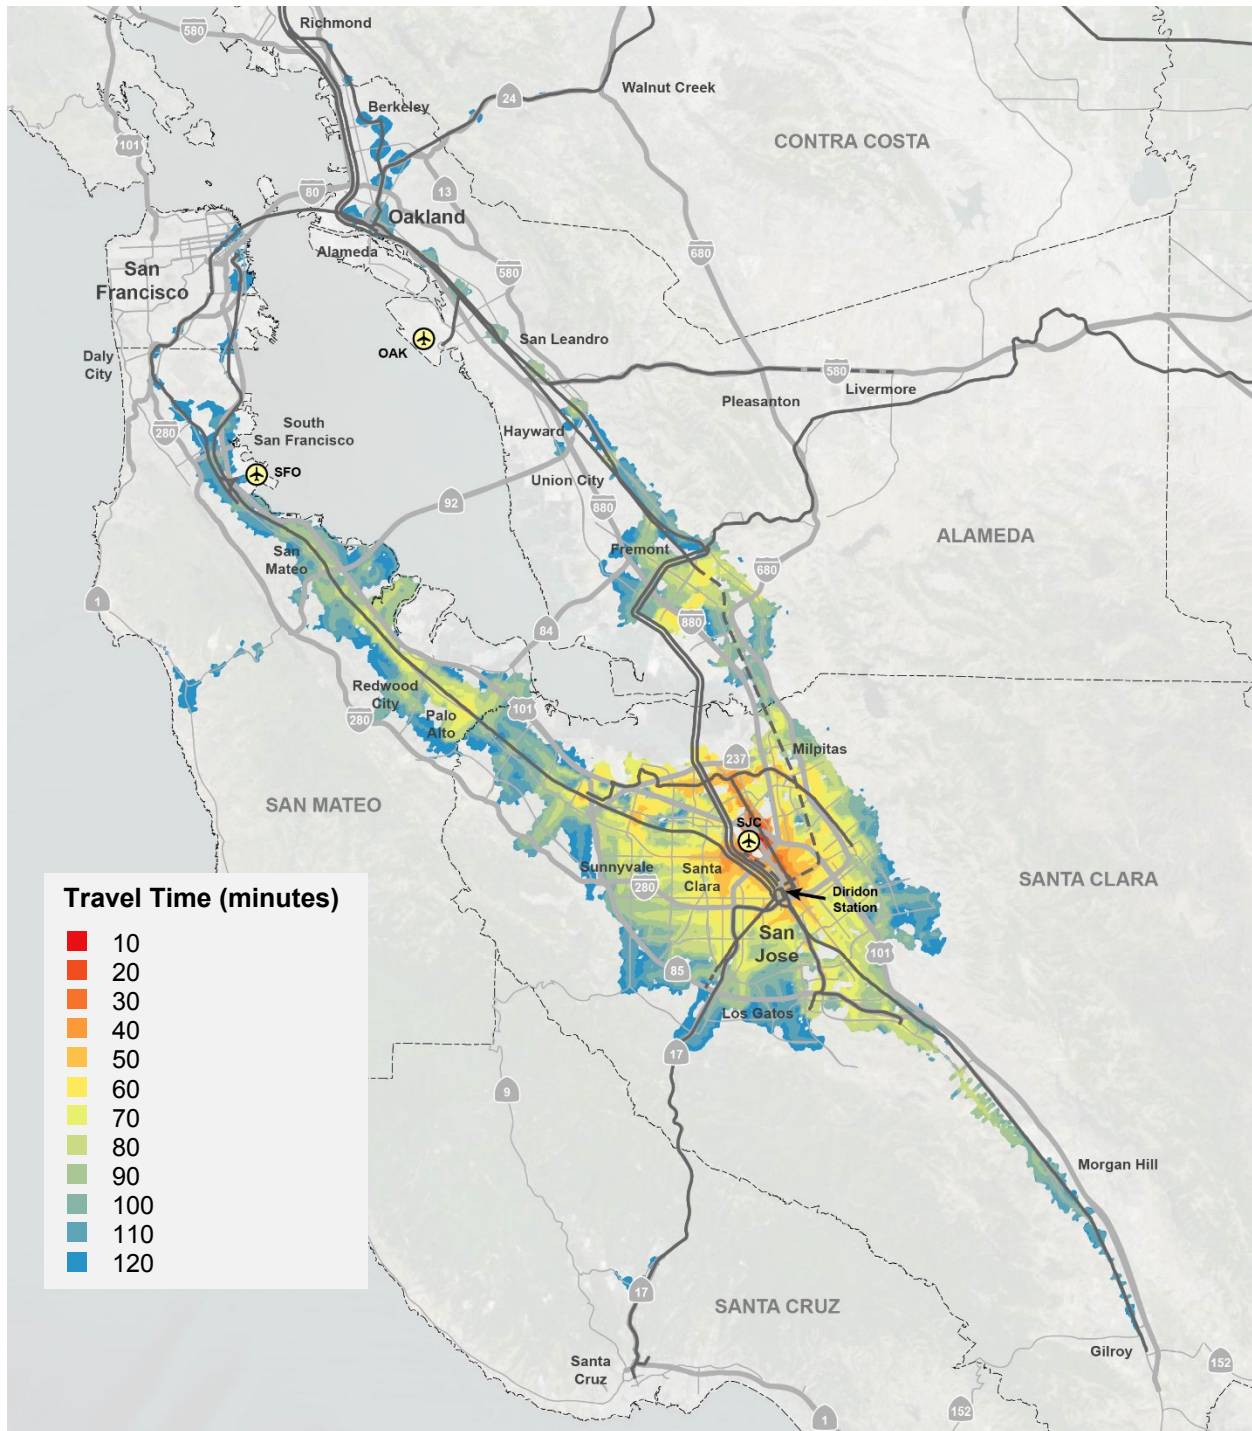 Richmond
580
Berkeley
24
Walnut Creek
CONTRA COSTA
101
80
13
Oakland
Alameda
680
580
San
Francisco
San Leandro
OAK
Daly
City
580
Livermore
Pleasanton
South
San Francisco
280
Hayward
SFO
Union City
92
880
ALAMEDA
Fremont
San
Mateo
680
1
84
880
Redwood
City
101
280
Palo
Alto
Milpitas
237
SAN MATEO
SJC
Sunnyvale
Santa
Clara
280
SANTA CLARA
Diridon
Station
San
Jose
101
85
Los Gatos
17
9
Travel Time (minutes)
10
20
30
40
50
60
70
80
90
100
110
120
Morgan Hill
17
SANTA CRUZ
Santa
Cruz
Gilroy
152
152
1